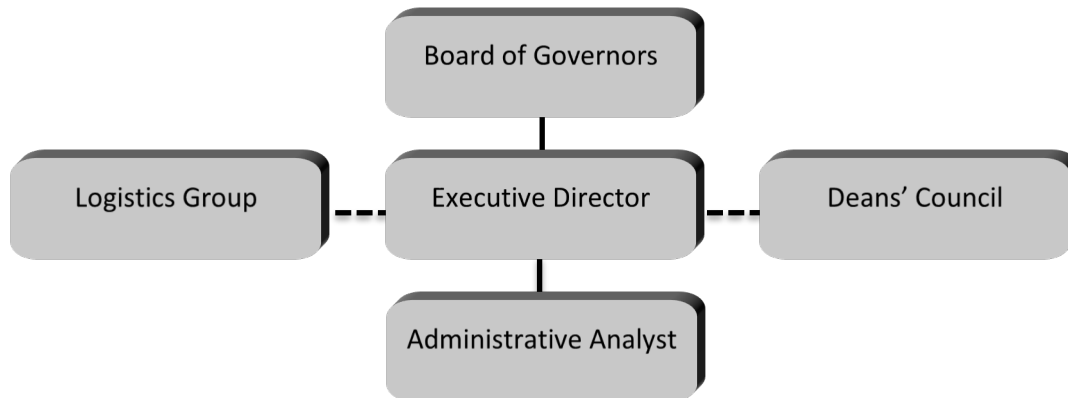 Board of Governors
Logistics Group
Executive Director
Deans’ Council
Administrative Analyst